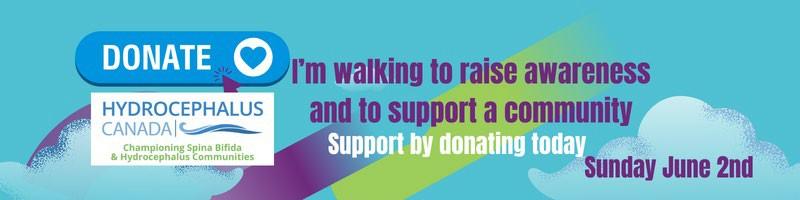 DONATE
HYDROCEPHALUS
CANADA
Championing Spina Bifida
& Hydrocephalus Communities
I'm walking to raise awareness
and to support a community
Support by donating today
Sunday June 2nd